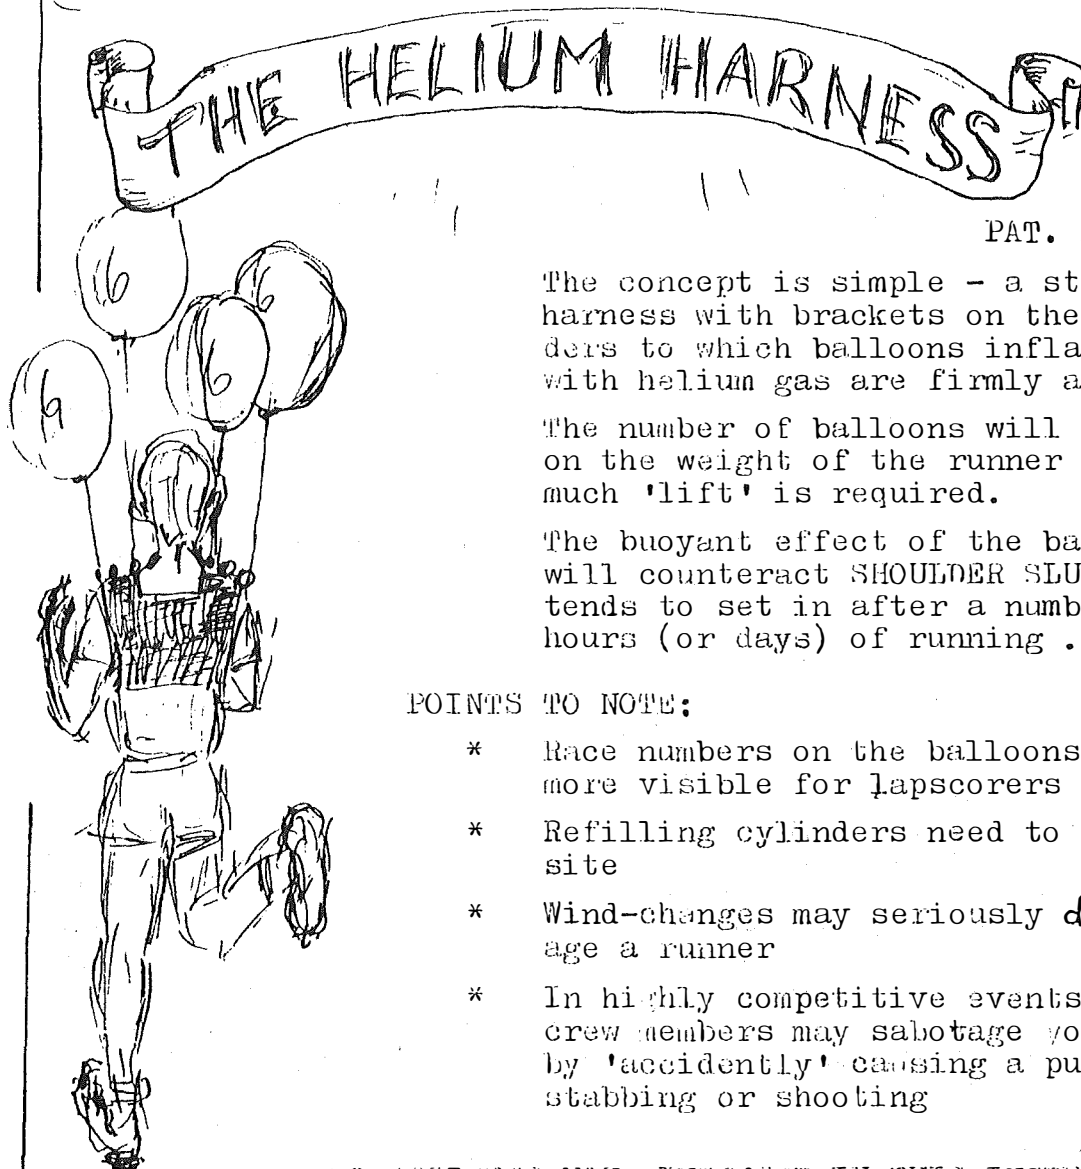 THE HELIUM HARNESS
PAT.
The concept is simple - a st
harness with brackets on the
ders to which balloons infla
with helium gas are firmly a
The number of balloons will
on the weight of the runner
much 'lift' is required.
The buoyant effect of the ba
will counteract SHOULDER SLU
tends to set in after a numb
hours (or days) of running .
6
6
6
6
POINTS TO NOTE:
* Race numbers on the balloons
more visible for lapscorers
* Refilling cylinders need to
site
* Wind-changes may seriously d
age a runner
* In highly competitive events
crew members may sabotage yo
by 'accidently' causing a pu
stabbing or shooting